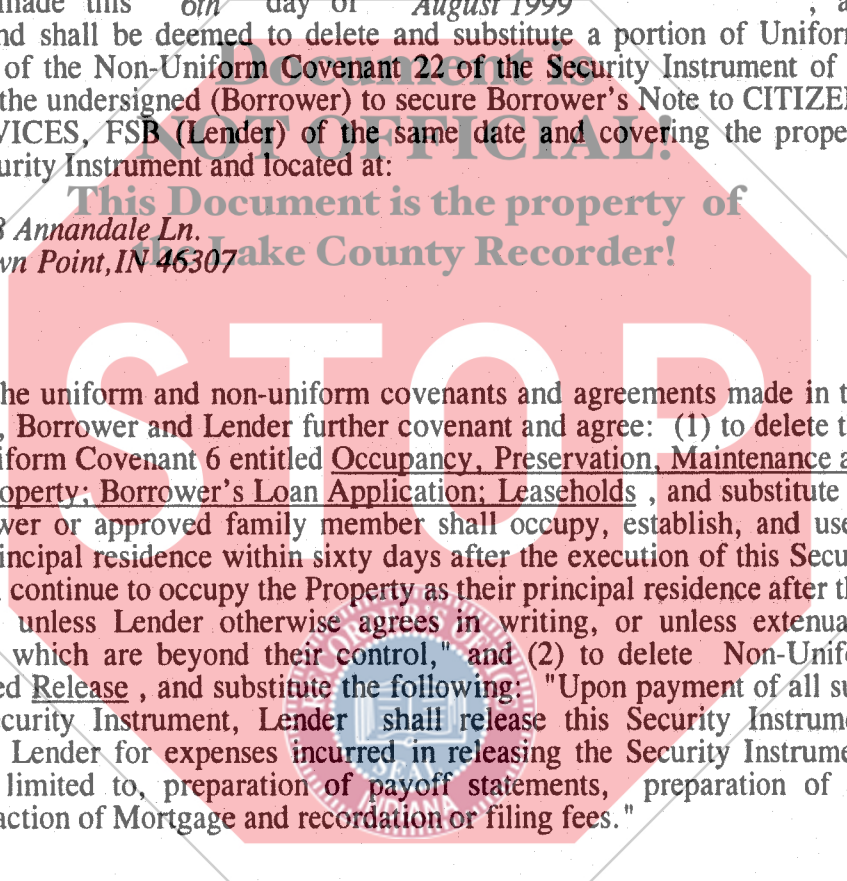 made this 6th day of August 1999 , a
nd shall be deemed to delete and substitute a portion of Uniform
of the Non-Uniform Covenant 22 of the Security Instrument of
the undersigned (Borrower) to secure Borrower's Note to CITIZE
VICES, FSB (Lender) of the same date and covering the prope
urity Instrument and located at:
Document is
NOT OFFICIAL!
This Document is the property of
the Lake County Recorder!
8 Annandale Ln.
wn Point, IN 46307
STOP
he uniform and non-uniform covenants and agreements made in t
, Borrower and Lender further covenant and agree: (1) to delete t
iform Covenant 6 entitled Occupancy, Preservation, Maintenance a
operty; Borrower's Loan Application; Leaseholds , and substitute
wer or approved family member shall occupy, establish, and use
incipal residence within sixty days after the execution of this Secu
continue to occupy the Property as their principal residence after th
unless Lender otherwise agrees in writing, or unless extenua
which are beyond their control," and (2) to delete Non-Unif
ed Release , and substitute the following: "Upon payment of all su
curity Instrument, Lender shall release this Security Instrum
Lender for expenses incurred in releasing the Security Instrume
limited to, preparation of payoff statements, preparation of
action of Mortgage and recordation or filing fees."
RECORDER'S OFFICE
SEAL
INDIANA